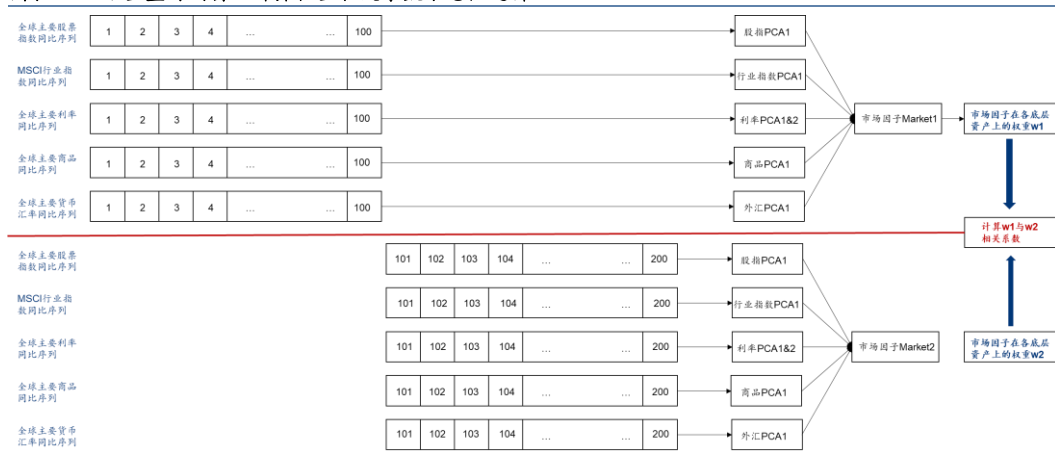 全球主要股票
指数同比序列
1 2 3 4 … … 100
股指PCA1
MSCI行业指
数同比序列
1 2 3 4 … … 100
行业指数PCA1
全球主要利率
同比序列
1 2 3 4 … … 100
利率PCA1&2
市场因子Market1
市场因子在各底层
资产上的权重w1
全球主要商品
同比序列
1 2 3 4 … … 100
商品PCA1
全球主要货币
汇率同比序列
1 2 3 4 … … 100
外汇PCA1
计算w1与w2
相关系数
全球主要股票
指数同比序列
101 102 103 104 … … 200
股指PCA1
MSCI行业指
数同比序列
101 102 103 104 … … 200
行业指数PCA1
全球主要利率
同比序列
101 102 103 104 … … 200
利率PCA1&2
市场因子Market2
市场因子在各底层
资产上的权重w2
全球主要商品
同比序列
101 102 103 104 … … 200
商品PCA1
全球主要货币
汇率同比序列
101 102 103 104 … … 200
外汇PCA1